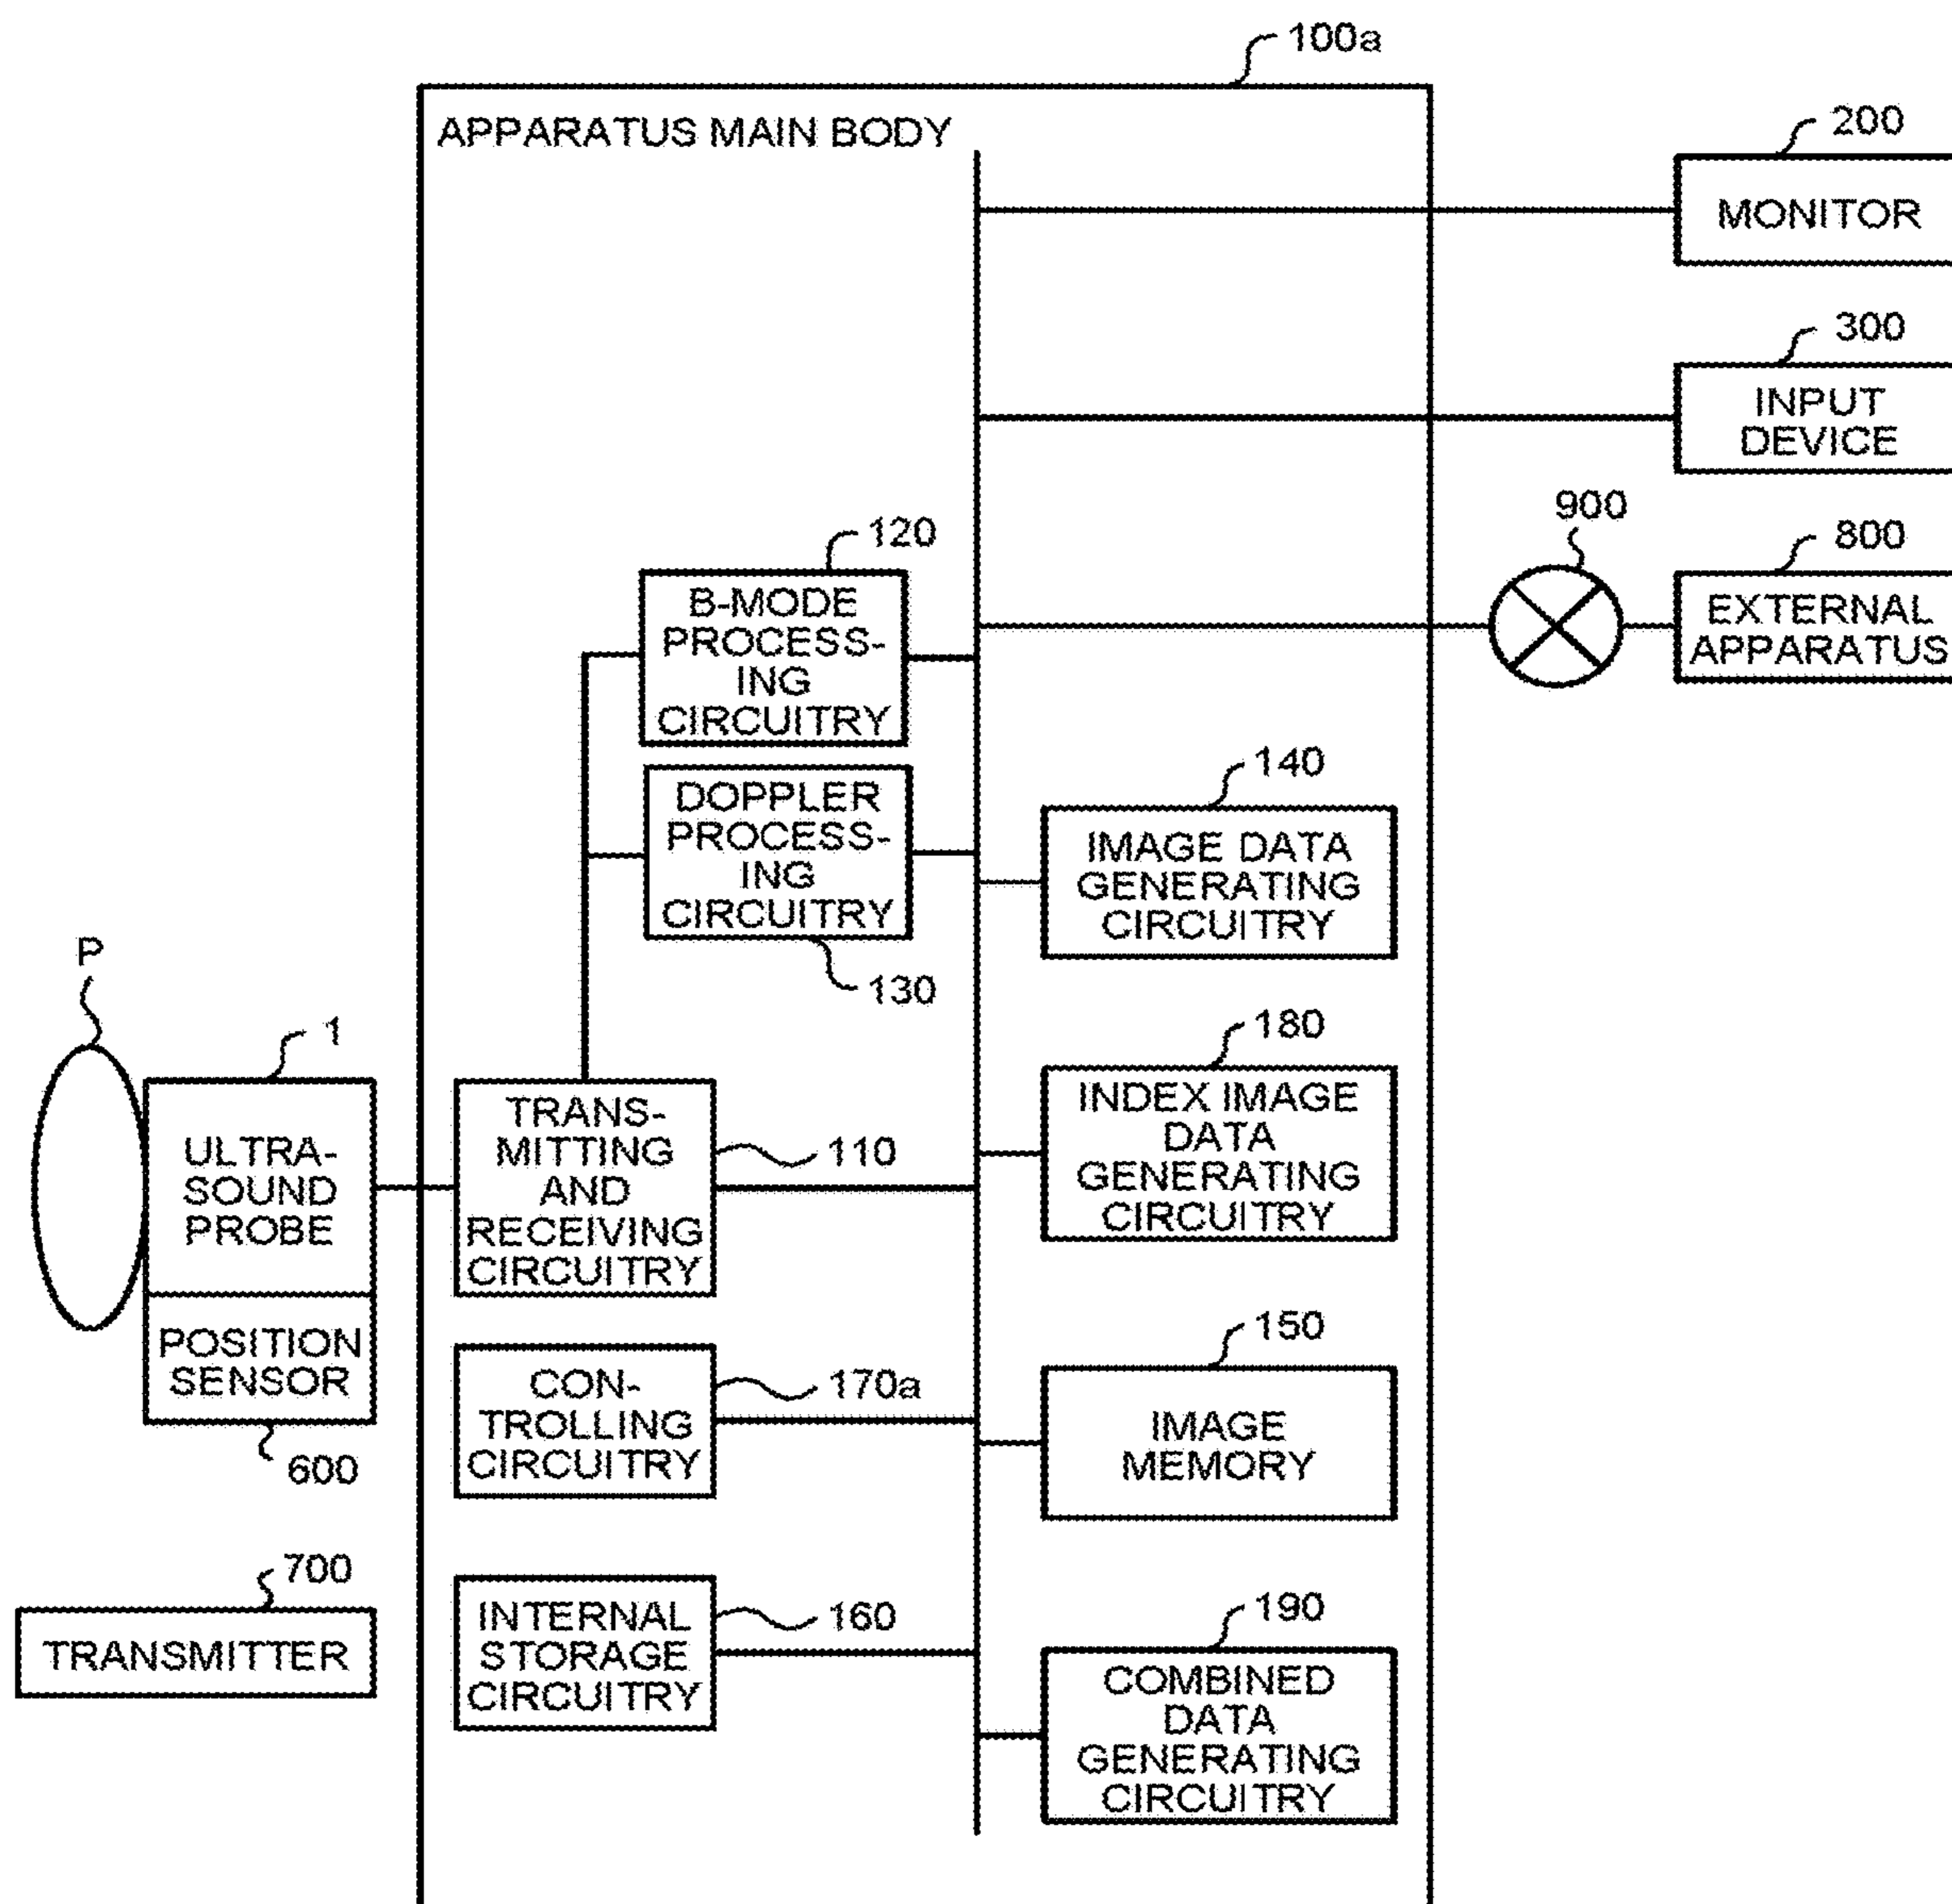 100a
APPARATUS MAIN BODY
200
MONITOR
300
INPUT
DEVICE
900
800
EXTERNAL
APPARATUS
120
B-MODE
PROCESS-
ING
CIRCUITRY
DOPPLER
PROCESS-
ING
CIRCUITRY
130
140
IMAGE DATA
GENERATING
CIRCUITRY
P
1
ULTRA-
SOUND
PROBE
POSITION
SENSOR
600
TRANS-
MITTING
AND
RECEIVING
CIRCUITRY
110
180
INDEX IMAGE
DATA
GENERATING
CIRCUITRY
CON-
TROLLING
CIRCUITRY
170a
150
IMAGE
MEMORY
700
TRANSMITTER
INTERNAL
STORAGE
CIRCUITRY
160
190
COMBINED
DATA
GENERATING
CIRCUITRY